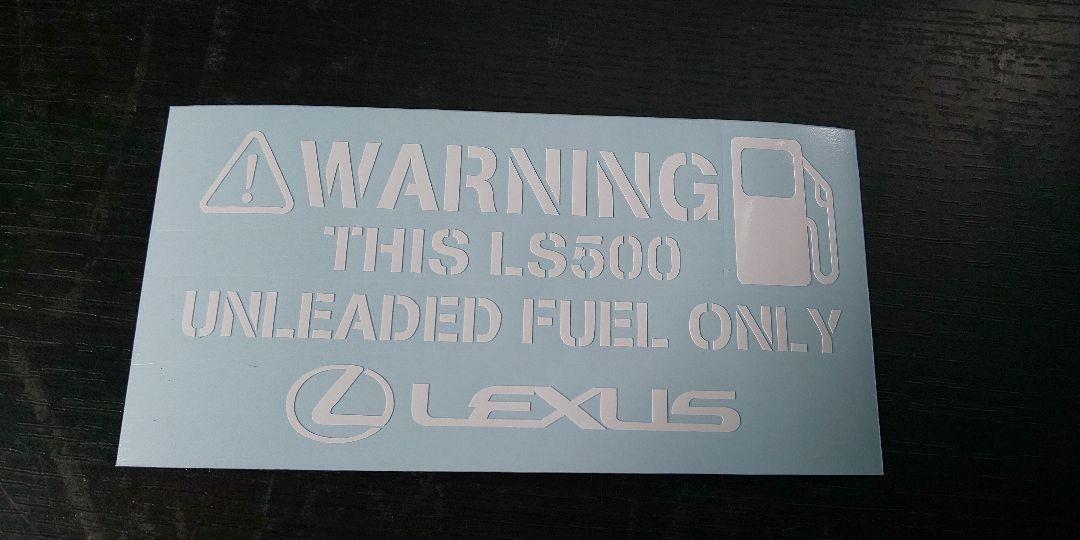 WARNING
THIS LS500
UNLEADED FUEL ONLY
LEXUS